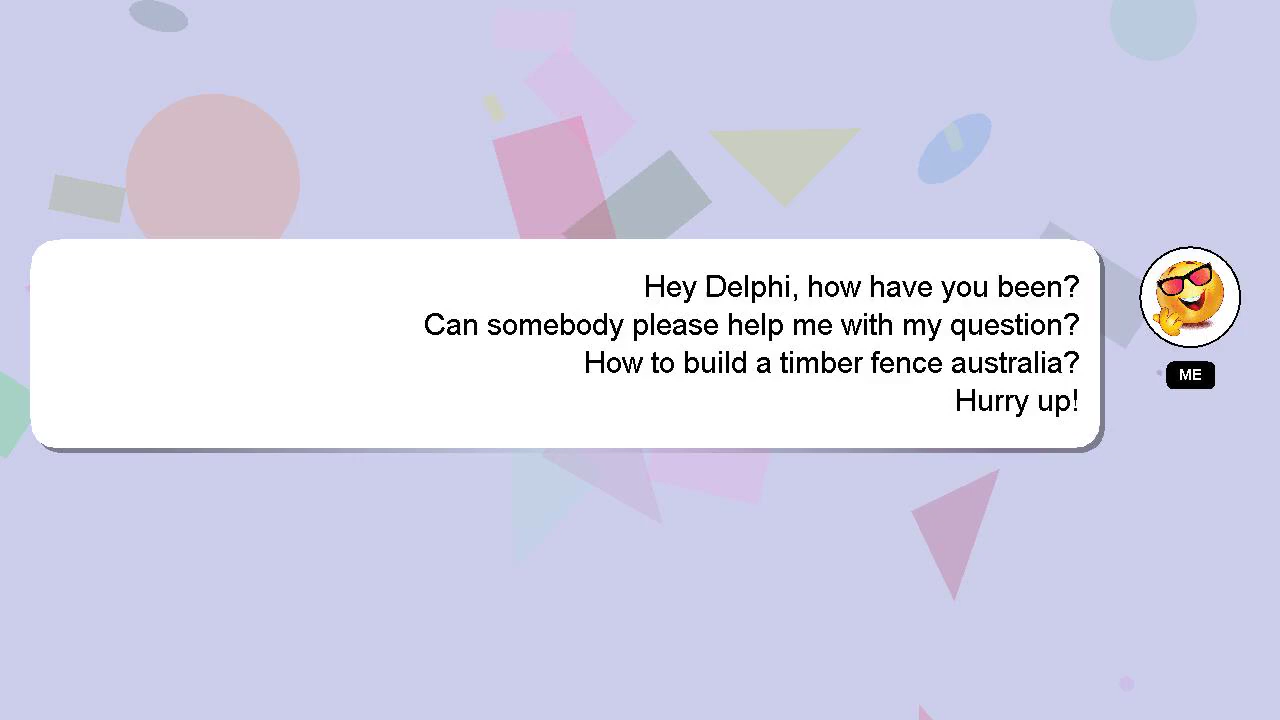 Hey Delphi, how have you been?
Can somebody please help me with my question?
How to build a timber fence australia?
Hurry up!
ME